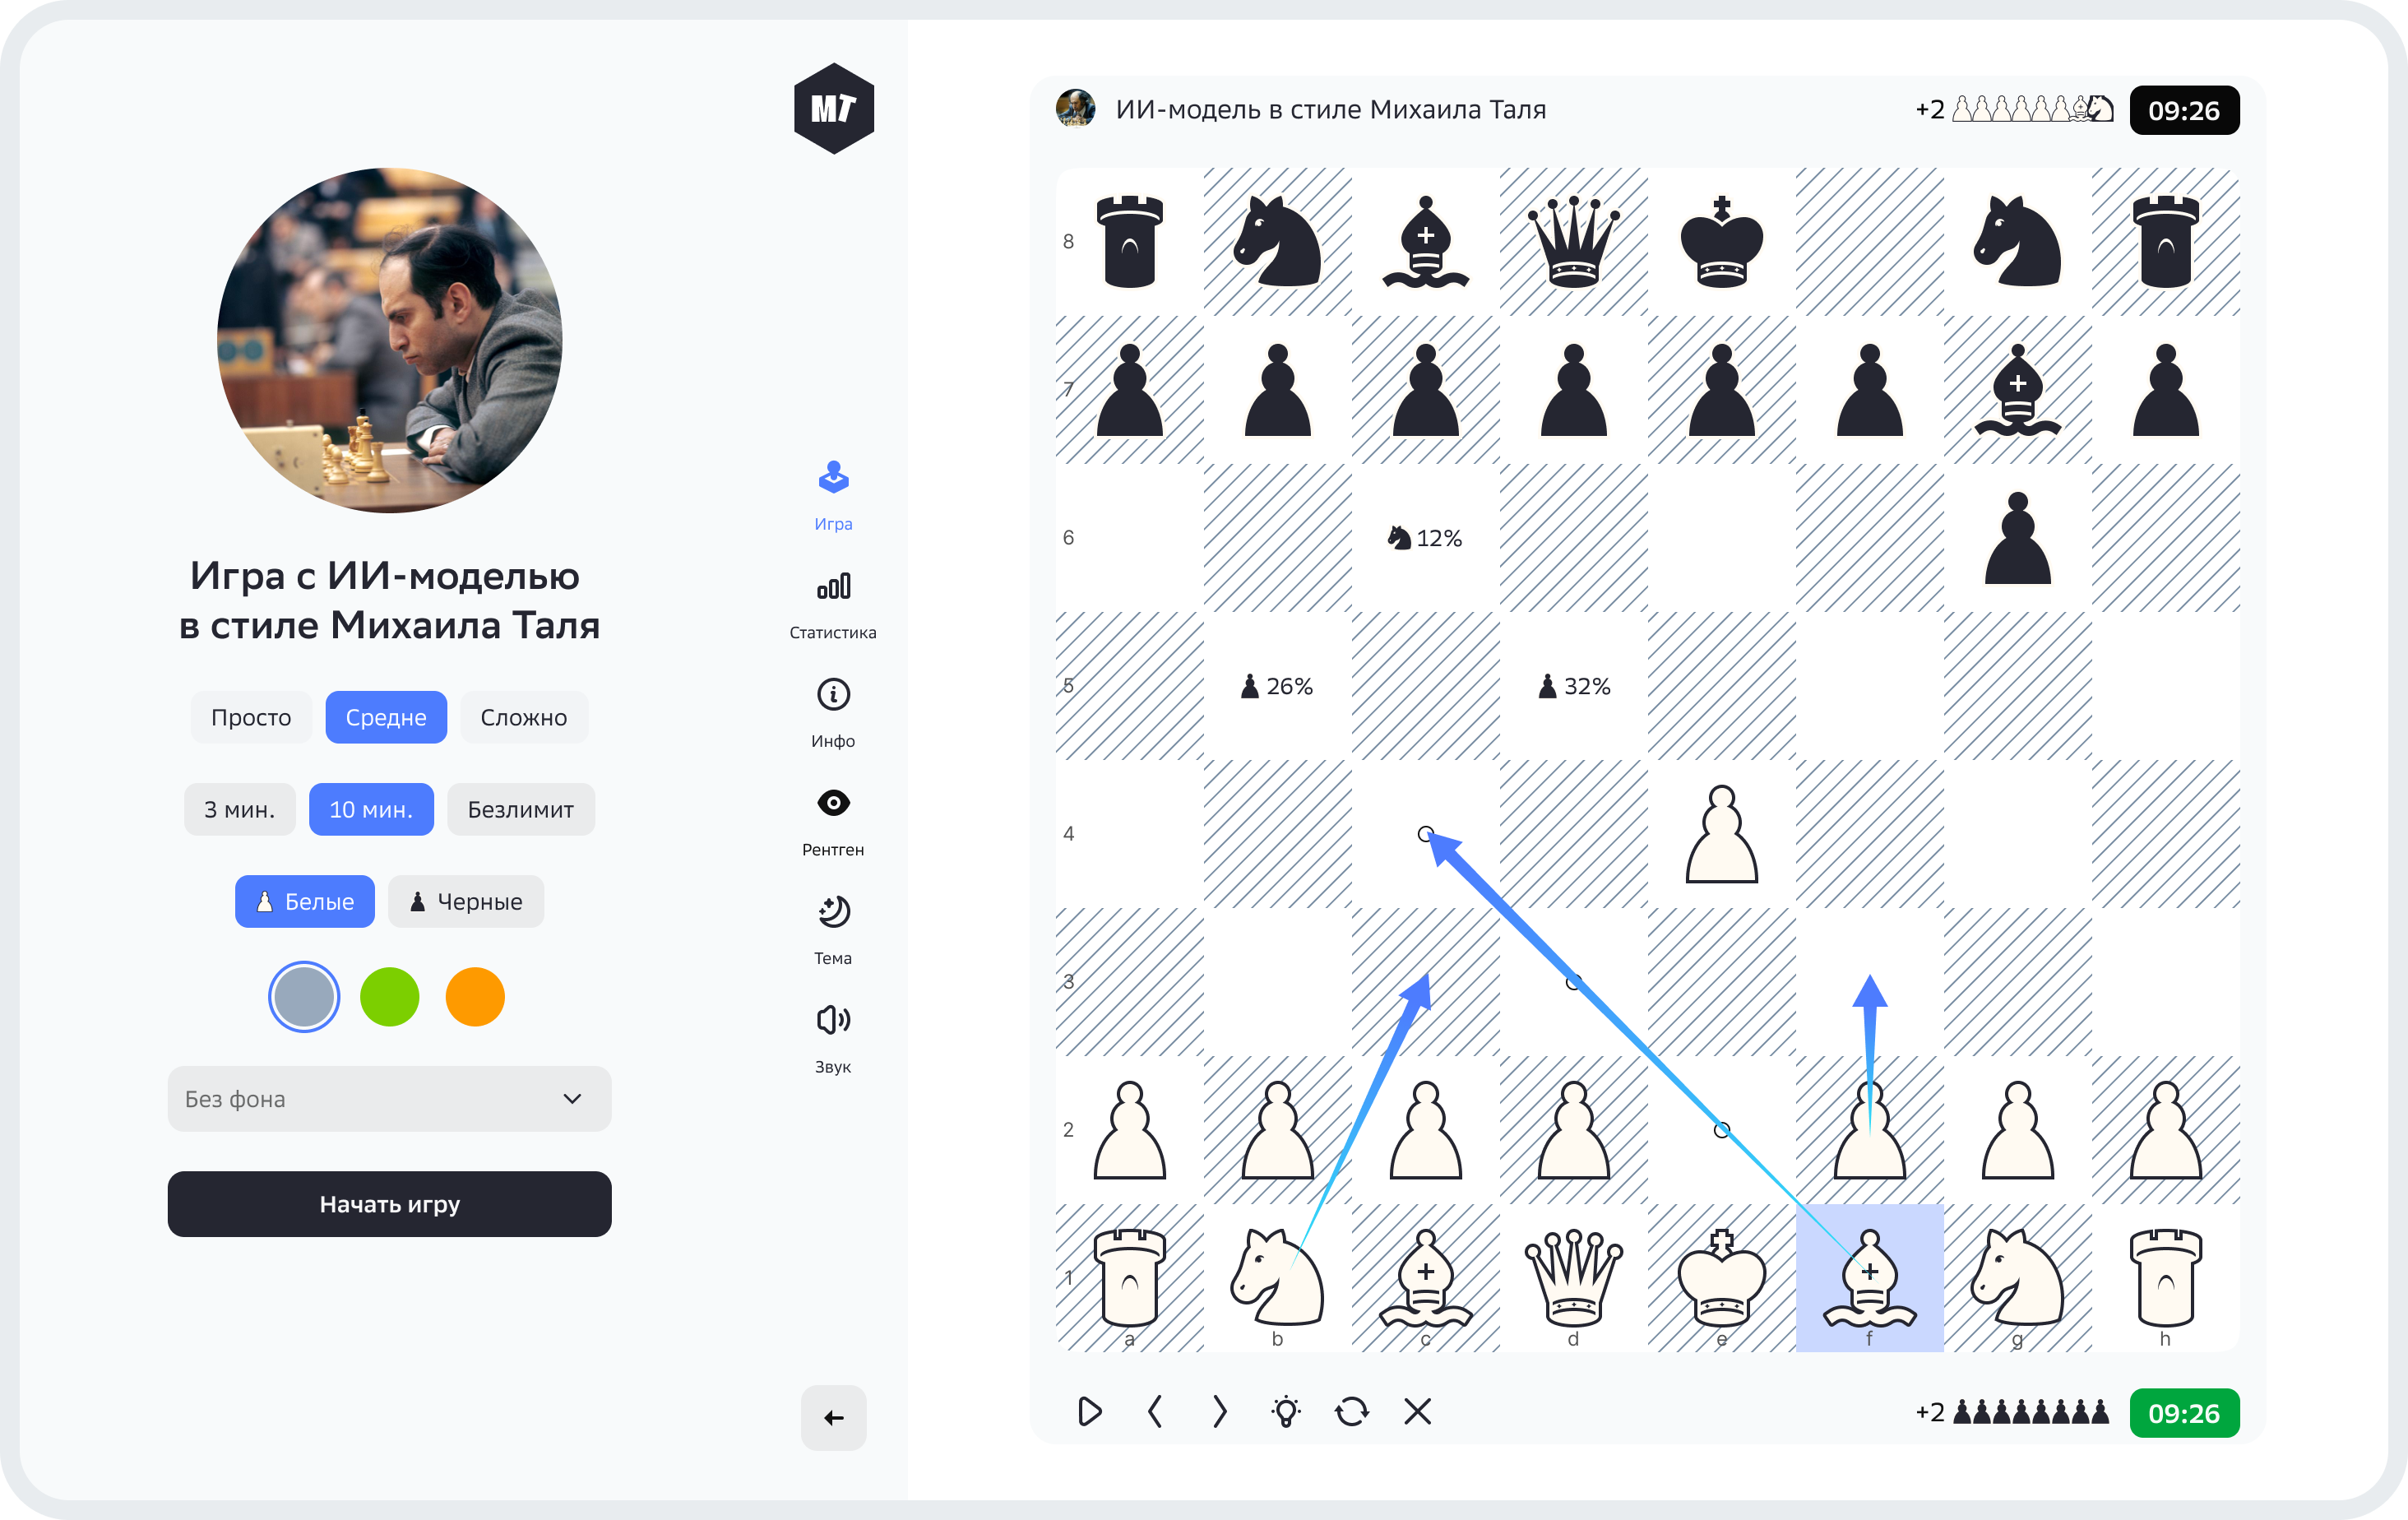 МТ
Игра с ИИ-моделью
в стиле Михаила Таля
Просто
Средне
Сложно
3 мин.
10 мин.
Безлимит
Белые
Черные
Без фона
Начать игру
Игра
Статистика
Инфо
Рентген
Тема
Звук
ИИ-модель в стиле Михаила Таля
+2
09:26
8
7
6
12%
5
26%
32%
4
3
2
1
a
b
c
d
e
f
g
h
+2
09:26